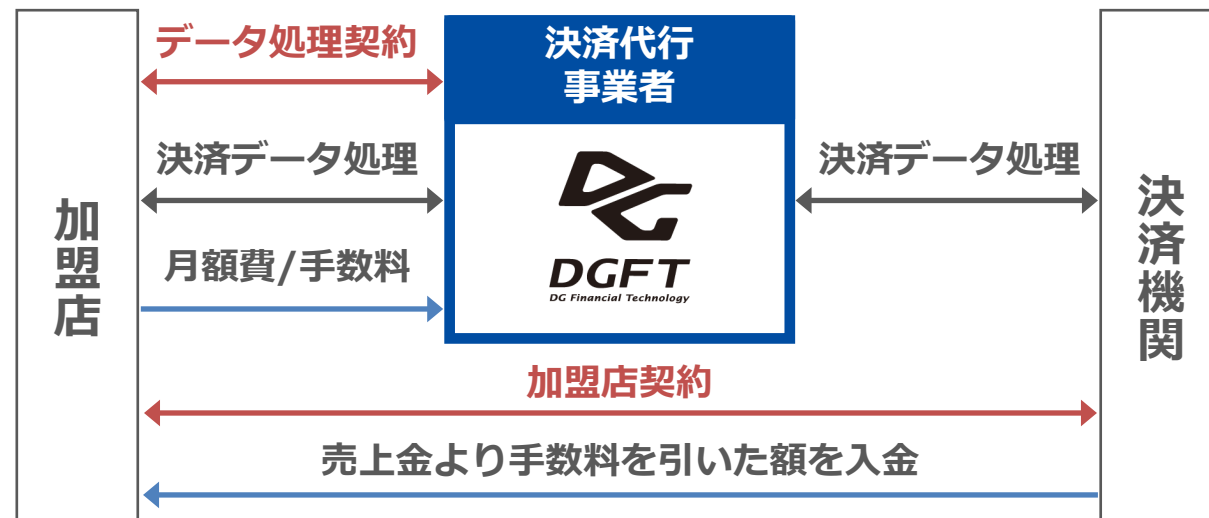 データ処理契約
決済代行
事業者
決済データ処理
決済データ処理
加盟店
決済機関
月額費/手数料
DGFT
DG Financial Technology
加盟店契約
売上金より手数料を引いた額を入金